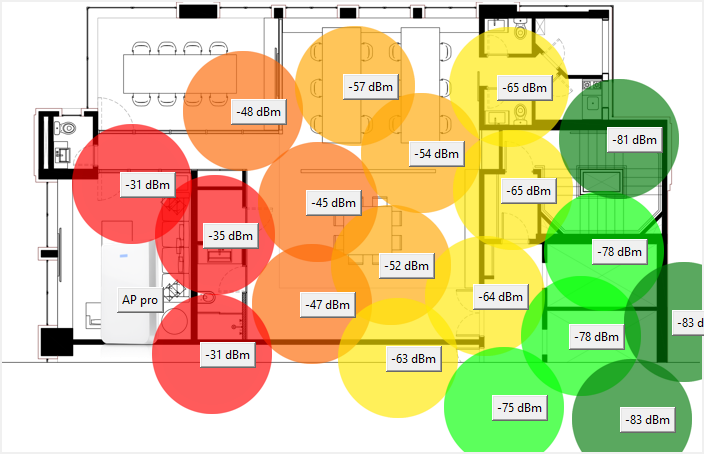 -57 dBm
-65 dBm
-48 dBm
-81 dBm
-54 dBm
-31 dBm
-65 dBm
-45 dBm
-35 dBm
-78 dBm
-52 dBm
AP pro
-64 dBm
-47 dBm
-83 d
-78 dBm
-31 dBm
-63 dBm
-75 dBm
-83 dBm